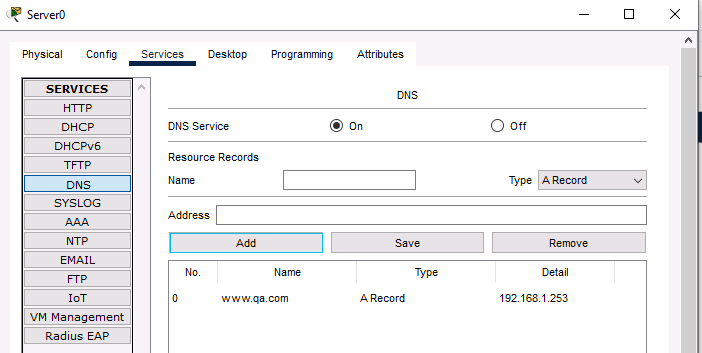 Server0
Physical Config Services Desktop Programming Attributes
SERVICES
HTTP
DHCP
DHCPv6
TFTP
DNS
SYSLOG
AAA
NTP
EMAIL
FTP
IoT
VM Management
Radius EAP
DNS
DNS Service On Off
Resource Records
Name Type A Record
Address
Add Save Remove
No. Name Type Detail
0 www.qa.com A Record 192.168.1.253